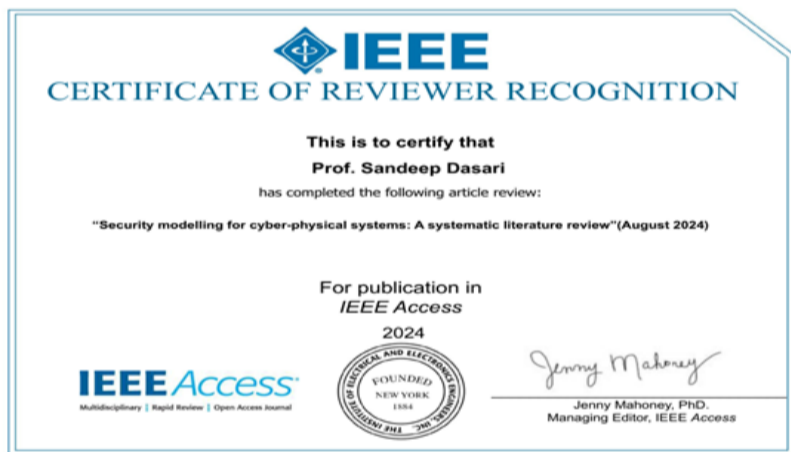 IEEE
CERTIFICATE OF REVIEWER RECOGNITION
This is to certify that
Prof. Sandeep Dasari
has completed the following article review:
"Security modelling for cyber-physical systems: A systematic literature review"(August 2024)
For publication in
IEEE Access
2024
IEEE Access
Multidisciplinary | Rapid Review | Open Access Journal
THE INSTITUTE OF ELECTRICAL AND ELECTRONICS ENGINEERS, INC.
FOUNDED
NEW YORK
1884
Jenny Mahoney
Jenny Mahoney, PhD.
Managing Editor, IEEE Access